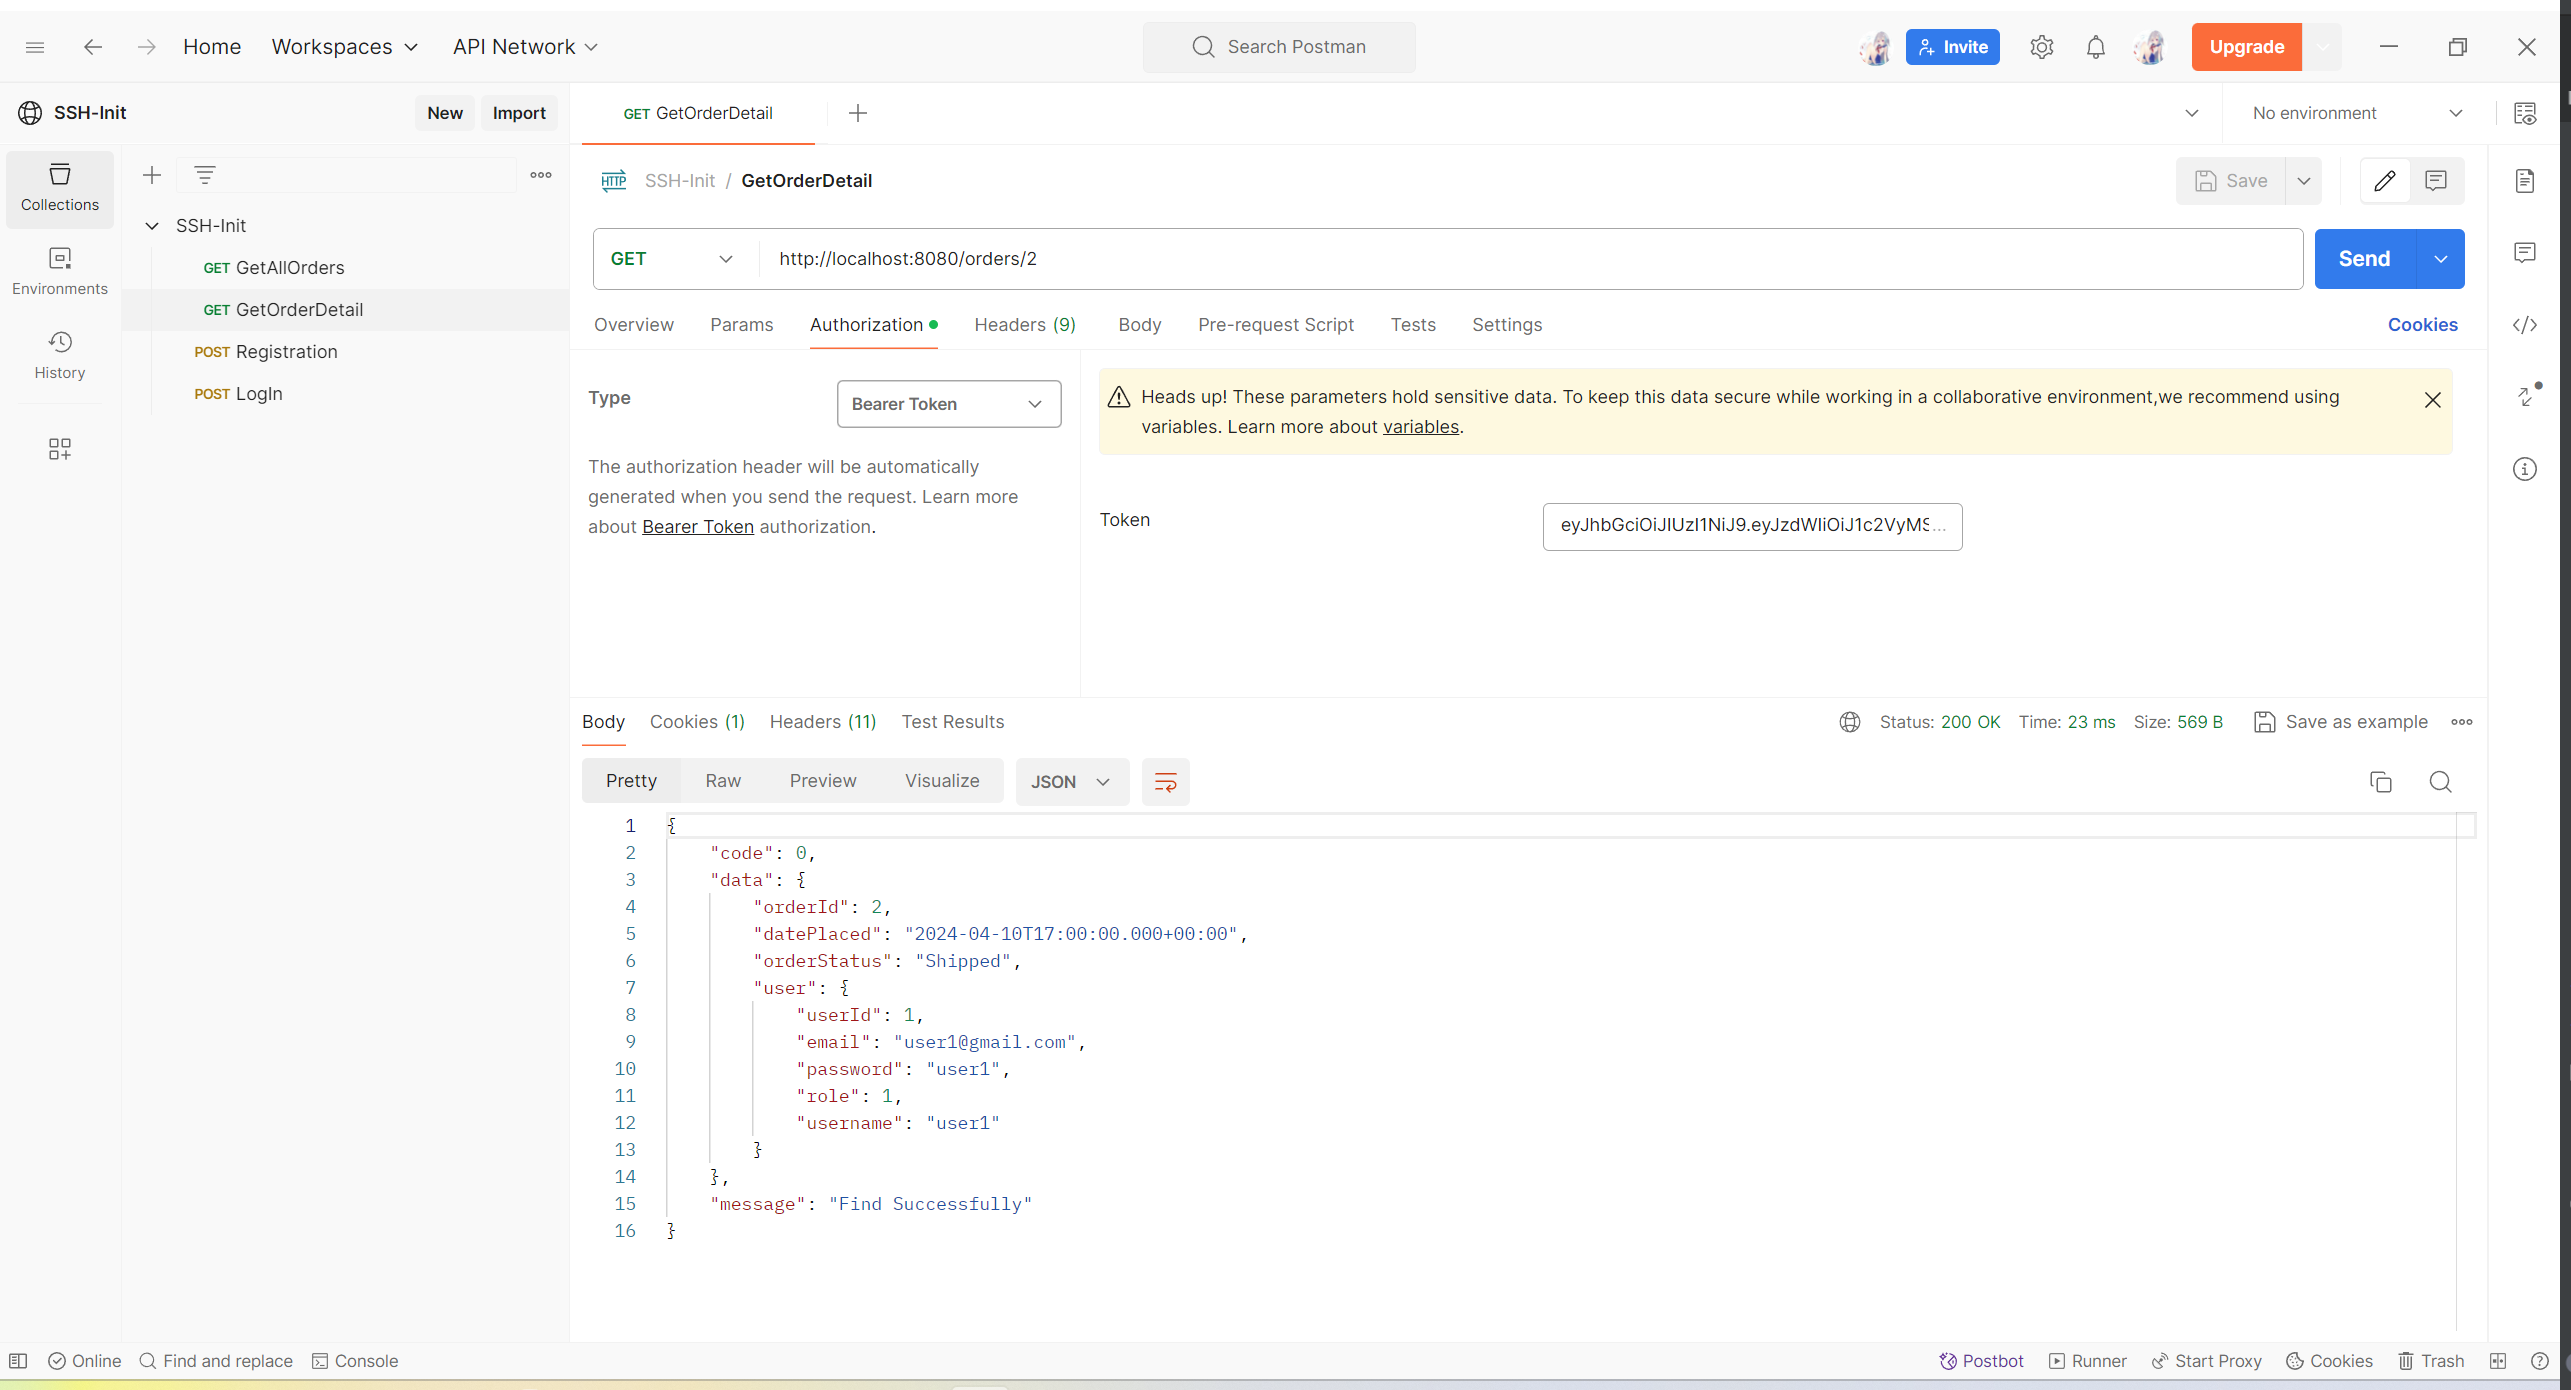 Home Workspaces API Network Search Postman Invite Upgrade
SSH-Init New Import GET GetOrderDetail No environment
Collections
Environments
History
SSH-Init
GET GetAllOrders
GET GetOrderDetail
POST Registration
POST LogIn
HTTP SSH-Init / GetOrderDetail Save
GET http://localhost:8080/orders/2 Send
Overview Params Authorization Headers (9) Body Pre-request Script Tests Settings Cookies
Type Bearer Token
The authorization header will be automatically
generated when you send the request. Learn more
about Bearer Token authorization.
Heads up! These parameters hold sensitive data. To keep this data secure while working in a collaborative environment,we recommend using
variables. Learn more about variables.
Token eyJhbGciOiJIUzI1NiJ9.eyJzdWIiOiJ1c2VyMS...
Body Cookies (1) Headers (11) Test Results Status: 200 OK Time: 23 ms Size: 569 B Save as example
Pretty Raw Preview Visualize JSON
1 {
2 "code": 0,
3 "data": {
4 "orderId": 2,
5 "datePlaced": "2024-04-10T17:00:00.000+00:00",
6 "orderStatus": "Shipped",
7 "user": {
8 "userId": 1,
9 "email": "user1@gmail.com",
10 "password": "user1",
11 "role": 1,
12 "username": "user1"
13 }
14 },
15 "message": "Find Successfully"
16 }
Online Find and replace Console Postbot Runner Start Proxy Cookies Trash